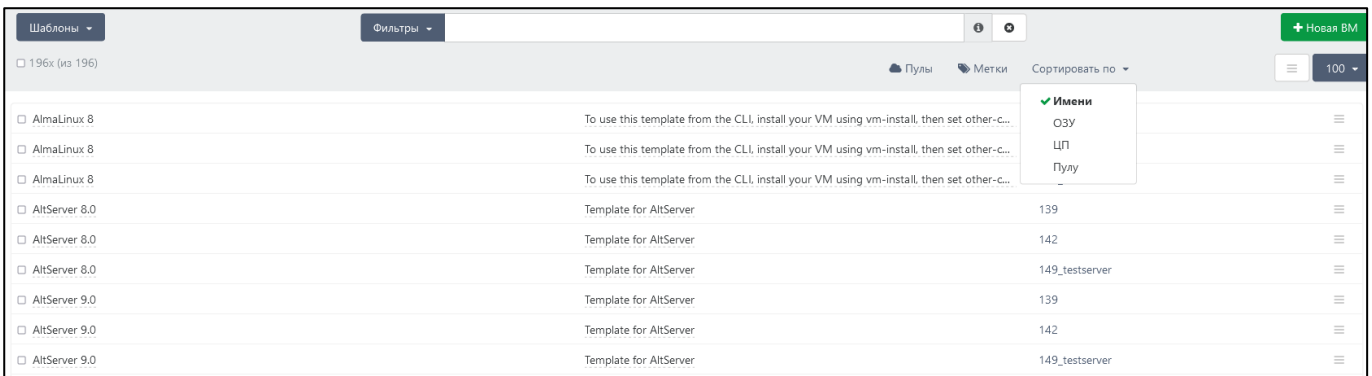 Шаблоны Фильтры Новая ВМ
196x (из 196) Пулы Метки Сортировать по 100
Имени
ОЗУ
ЦП
Пулу
AlmaLinux 8 To use this template from the CLI, install your VM using vm-install, then set other-c...
AlmaLinux 8 To use this template from the CLI, install your VM using vm-install, then set other-c...
AlmaLinux 8 To use this template from the CLI, install your VM using vm-install, then set other-c...
AltServer 8.0 Template for AltServer 139
AltServer 8.0 Template for AltServer 142
AltServer 8.0 Template for AltServer 149_testserver
AltServer 9.0 Template for AltServer 139
AltServer 9.0 Template for AltServer 142
AltServer 9.0 Template for AltServer 149_testserver